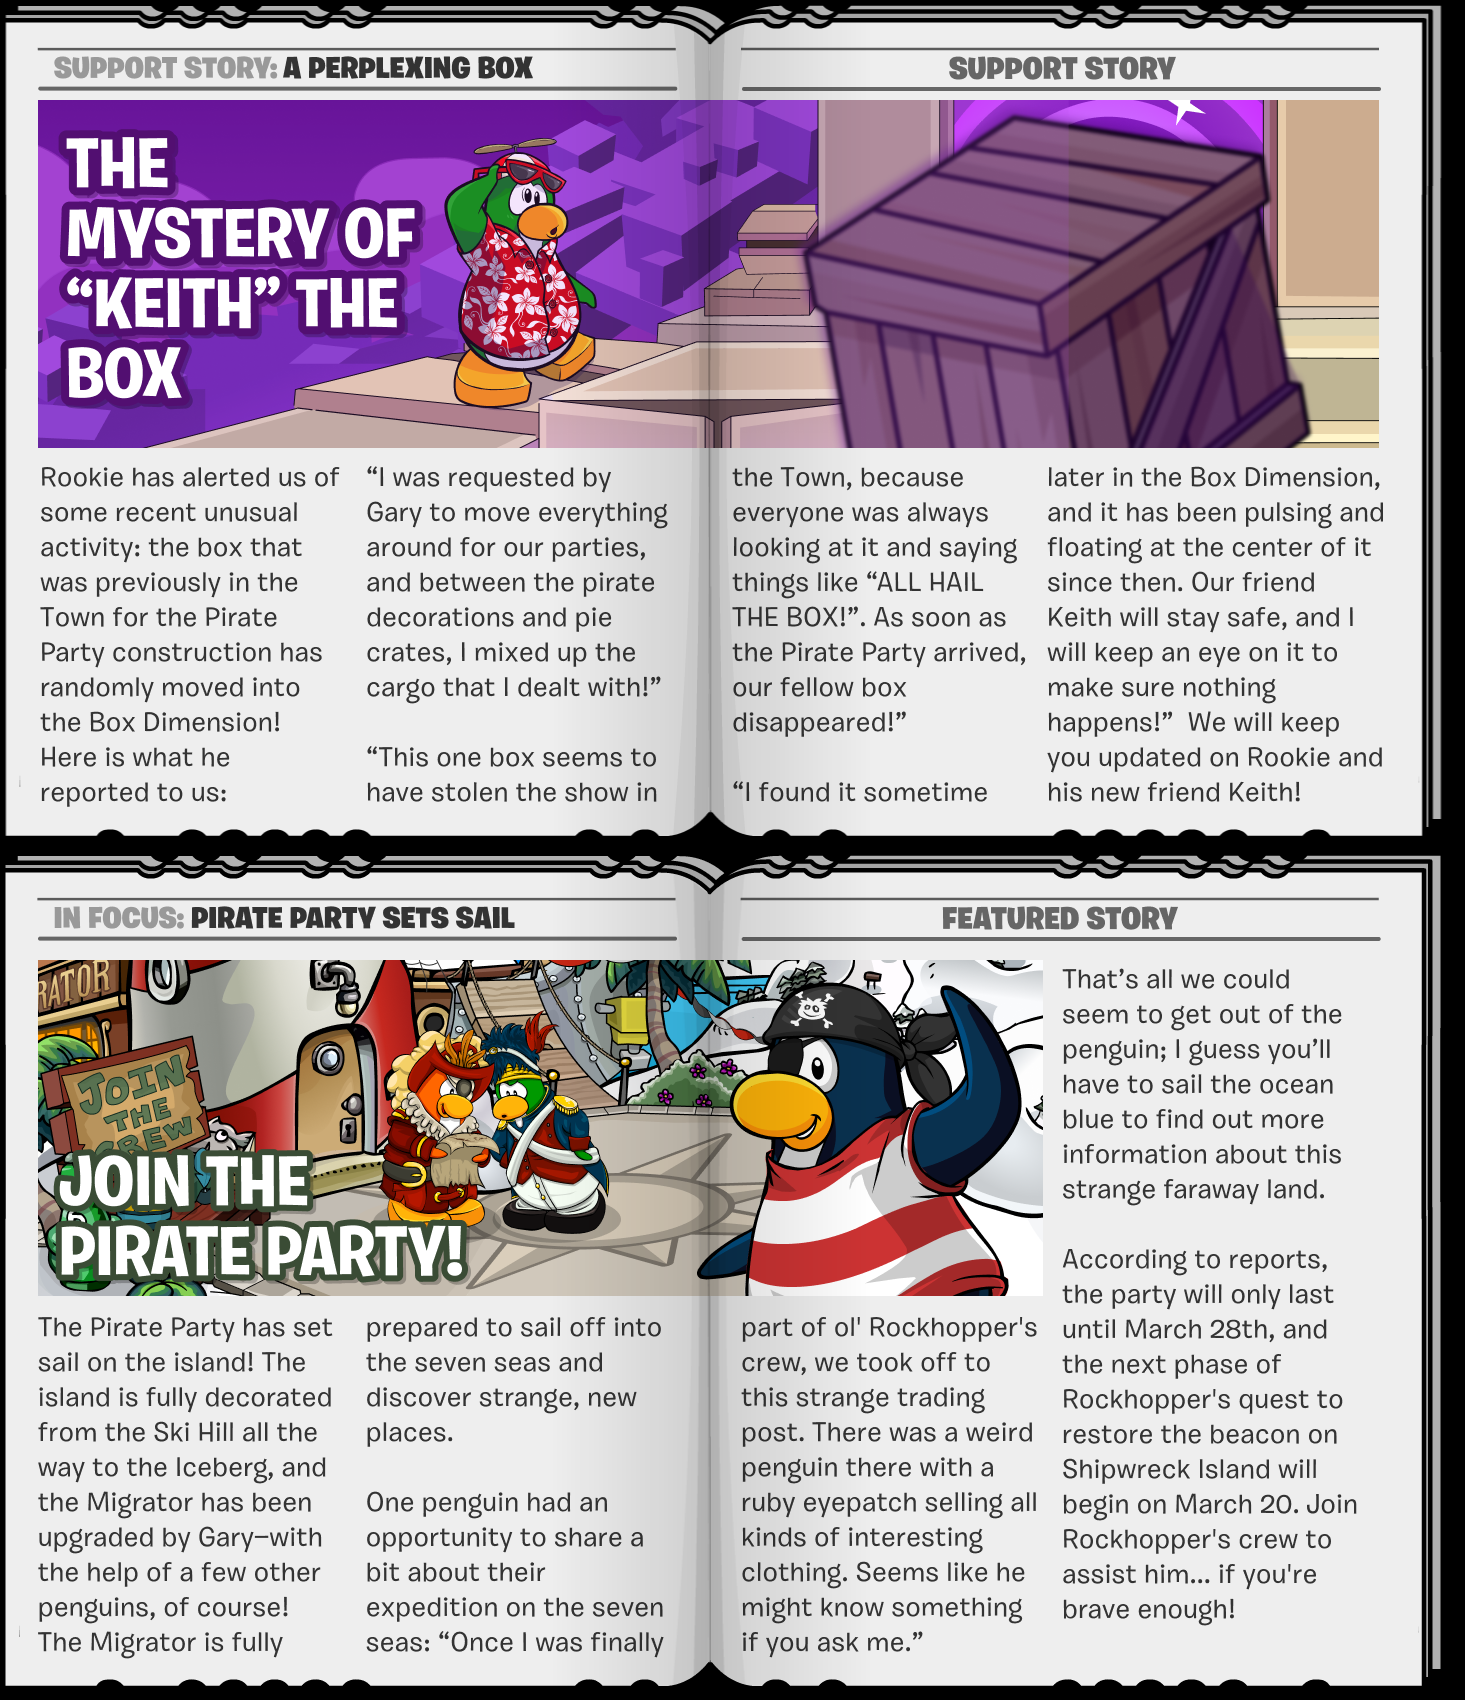 SUPPORT STORY: A PERPLEXING BOX
SUPPORT STORY
THE
MYSTERY OF
“KEITH” THE
BOX
Rookie has alerted us of
some recent unusual
activity: the box that
was previously in the
Town for the Pirate
Party construction has
randomly moved into
the Box Dimension!
Here is what he
reported to us:
“I was requested by
Gary to move everything
around for our parties,
and between the pirate
decorations and pie
crates, I mixed up the
cargo that I dealt with!”
“This one box seems to
have stolen the show in
the Town, because
everyone was always
looking at it and saying
things like “ALL HAIL
THE BOX!”. As soon as
the Pirate Party arrived,
our fellow box
disappeared!”
“I found it sometime
later in the Box Dimension,
and it has been pulsing and
floating at the center of it
since then. Our friend
Keith will stay safe, and I
will keep an eye on it to
make sure nothing
happens!”  We will keep
you updated on Rookie and
his new friend Keith!
IN FOCUS: PIRATE PARTY SETS SAIL
FEATURED STORY
RATOR
JOIN
THE
CREW
JOIN THE
PIRATE PARTY!
The Pirate Party has set
sail on the island! The
island is fully decorated
from the Ski Hill all the
way to the Iceberg, and
the Migrator has been
upgraded by Gary—with
the help of a few other
penguins, of course!
The Migrator is fully
prepared to sail off into
the seven seas and
discover strange, new
places.
One penguin had an
opportunity to share a
bit about their
expedition on the seven
seas: “Once I was finally
part of ol' Rockhopper's
crew, we took off to
this strange trading
post. There was a weird
penguin there with a
ruby eyepatch selling all
kinds of interesting
clothing. Seems like he
might know something
if you ask me.”
That’s all we could
seem to get out of the
penguin; I guess you’ll
have to sail the ocean
blue to find out more
information about this
strange faraway land.
According to reports,
the party will only last
until March 28th, and
the next phase of
Rockhopper's quest to
restore the beacon on
Shipwreck Island will
begin on March 20. Join
Rockhopper's crew to
assist him... if you're
brave enough!